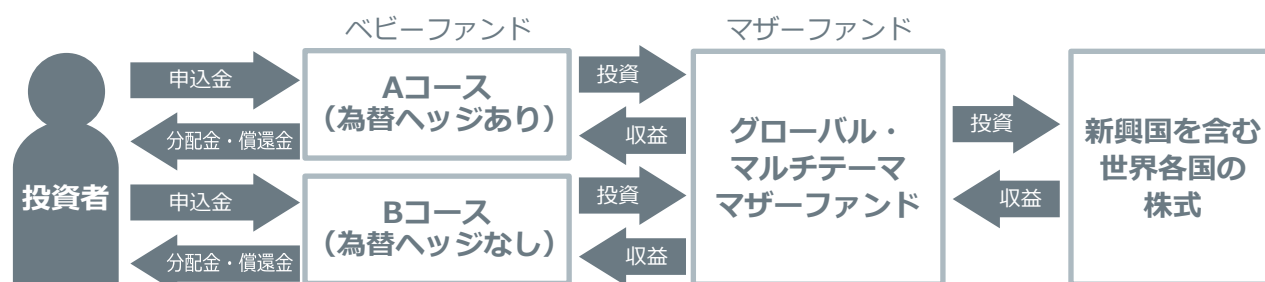 ベビーファンド
マザーファンド
投資者
申込金
分配金・償還金
申込金
分配金・償還金
Aコース
（為替ヘッジあり）
Bコース
（為替ヘッジなし）
投資
収益
投資
収益
グローバル・
マルチテーマ
マザーファンド
投資
収益
新興国を含む
世界各国の
株式